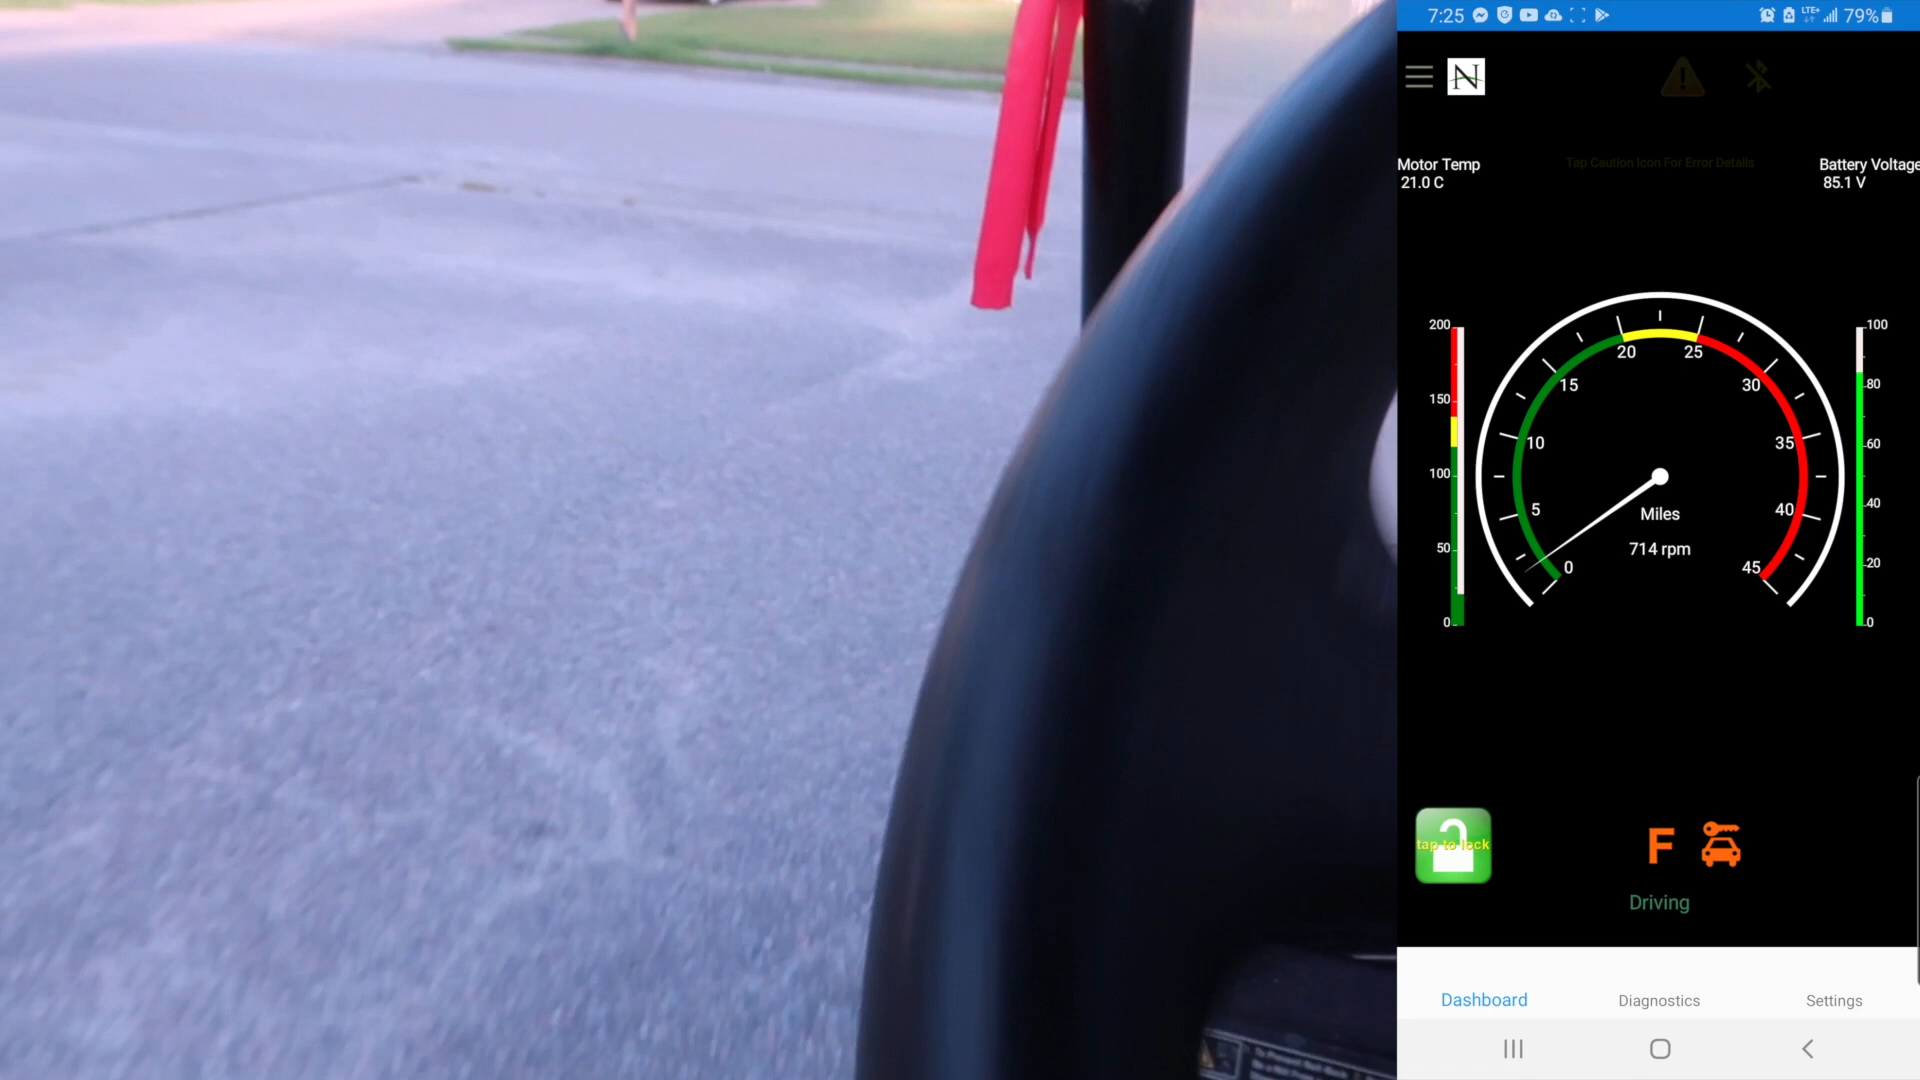 7:25
LTE+
79%
N
Motor Temp
21.0 C
Tap Caution Icon For Error Details
Battery Voltage
85.1 V
200
150
100
50
0
0
5
10
15
20
25
30
35
40
45
Miles
714 rpm
100
80
60
40
20
0
tap to lock
F
Driving
Dashboard
Diagnostics
Settings